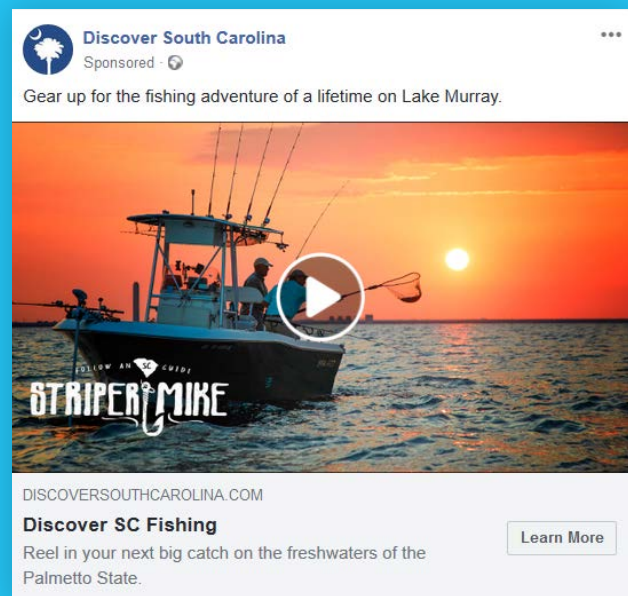 Discover South Carolina
Sponsored ·
Gear up for the fishing adventure of a lifetime on Lake Murray.
FOLLOW AN SC GUIDE
STRIPER MIKE
DISCOVERSOUTHCAROLINA.COM
Discover SC Fishing
Reel in your next big catch on the freshwaters of the
Palmetto State.
Learn More